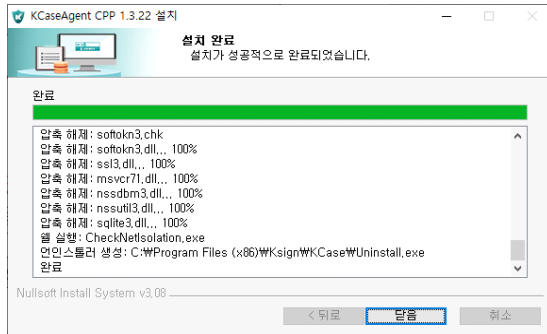 KCaseAgent CPP 1.3.22 설치
설치 완료
설치가 성공적으로 완료되었습니다.
완료
압축 해제: softokn3.chk
압축 해제: softokn3.dll... 100%
압축 해제: ssl3.dll... 100%
압축 해제: msvcr71.dll... 100%
압축 해제: nssdbm3.dll... 100%
압축 해제: nssutil3.dll... 100%
압축 해제: sqlite3.dll... 100%
쉘 실행: CheckNetIsolation.exe
언인스톨러 생성: C:₩Program Files (x86)₩Ksign₩KCase₩Uninstall.exe
완료
Nullsoft Install System v3.08
< 뒤로 닫음 취소